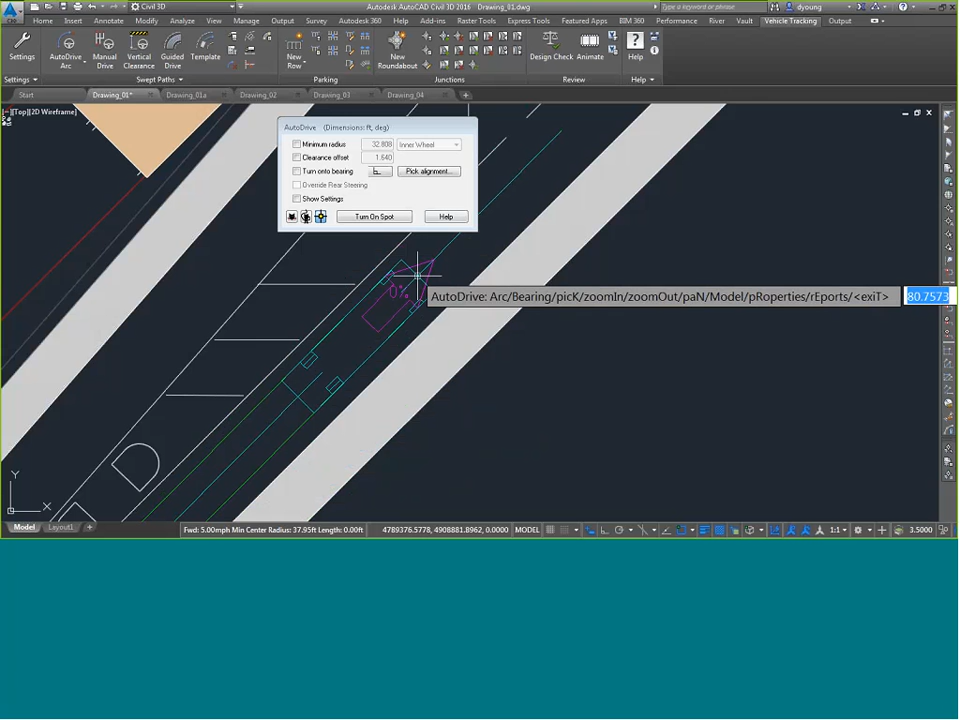 Civil 3D
Autodesk AutoCAD Civil 3D 2016 Drawing_01.dwg
Type a keyword or phrase
dyoung
Home Insert Annotate Modify Analyze View Manage Output Survey Autodesk 360 Help Add-ins Raster Tools Express Tools Featured Apps BIM 360 Performance River Vault Vehicle Tracking Output
Settings AutoDrive Arc Manual Drive Vertical Clearance Guided Drive Template New Row New Roundabout Design Check Animate Help
Settings Swept Paths Parking Junctions Review Help
Start Drawing_01* Drawing_01a Drawing_02 Drawing_03 Drawing_04
[Top][2D Wireframe]
AutoDrive (Dimensions: ft, deg)
Minimum radius 32.808 Inner Wheel
Clearance offset 1.640
Turn onto bearing Pick alignment...
Override Rear Steering
Show Settings
Turn On Spot Help
0%
AutoDrive: Arc/Bearing/picK/zoomIn/zoomOut/paN/Model/pRoperties/rEports/<exiT> 80.7573
D
Y
X
Model Layout1
Fwd: 5.00mph Min Center Radius: 37.95ft Length: 0.00ft 4789376.5778, 4908881.8962, 0.0000 MODEL 1:1 3.5000